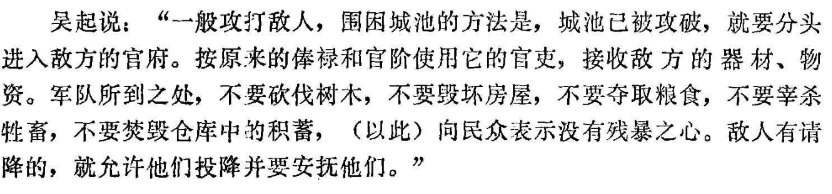 吴起说：“一般攻打敌人，围困城池的方法是，城池已被攻破，就要分头
进入敌方的官府。按原来的俸禄和官阶使用它的官吏，接收敌方的器材、物
资。军队所到之处，不要砍伐树木，不要毁坏房屋，不要夺取粮食，不要宰杀
牲畜，不要焚毁仓库中的积蓄，（以此）向民众表示没有残暴之心。敌人有请
降的，就允许他们投降并要安抚他们。”